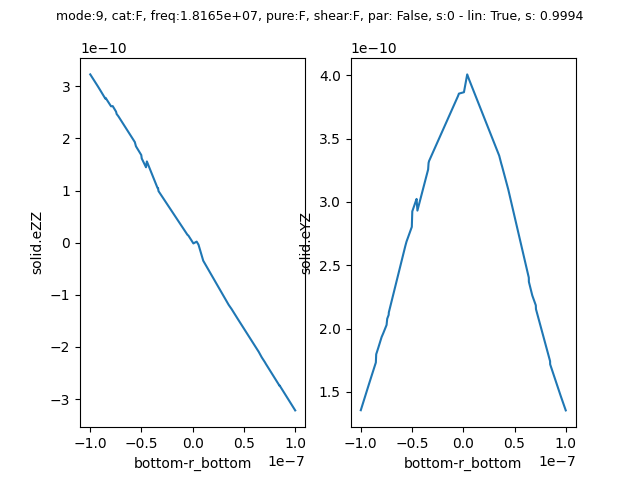 mode:9, cat:F, freq:1.8165e+07, pure:F, shear:F, par: False, s:0 - lin: True, s: 0.9994
1e−10
3
2
1
0
−1
−2
−3
solid.eZZ
−1.0 −0.5 0.0 0.5 1.0
1e−7
bottom-r_bottom
1e−10
4.0
3.5
3.0
2.5
2.0
1.5
solid.eYZ
−1.0 −0.5 0.0 0.5 1.0
1e−7
bottom-r_bottom